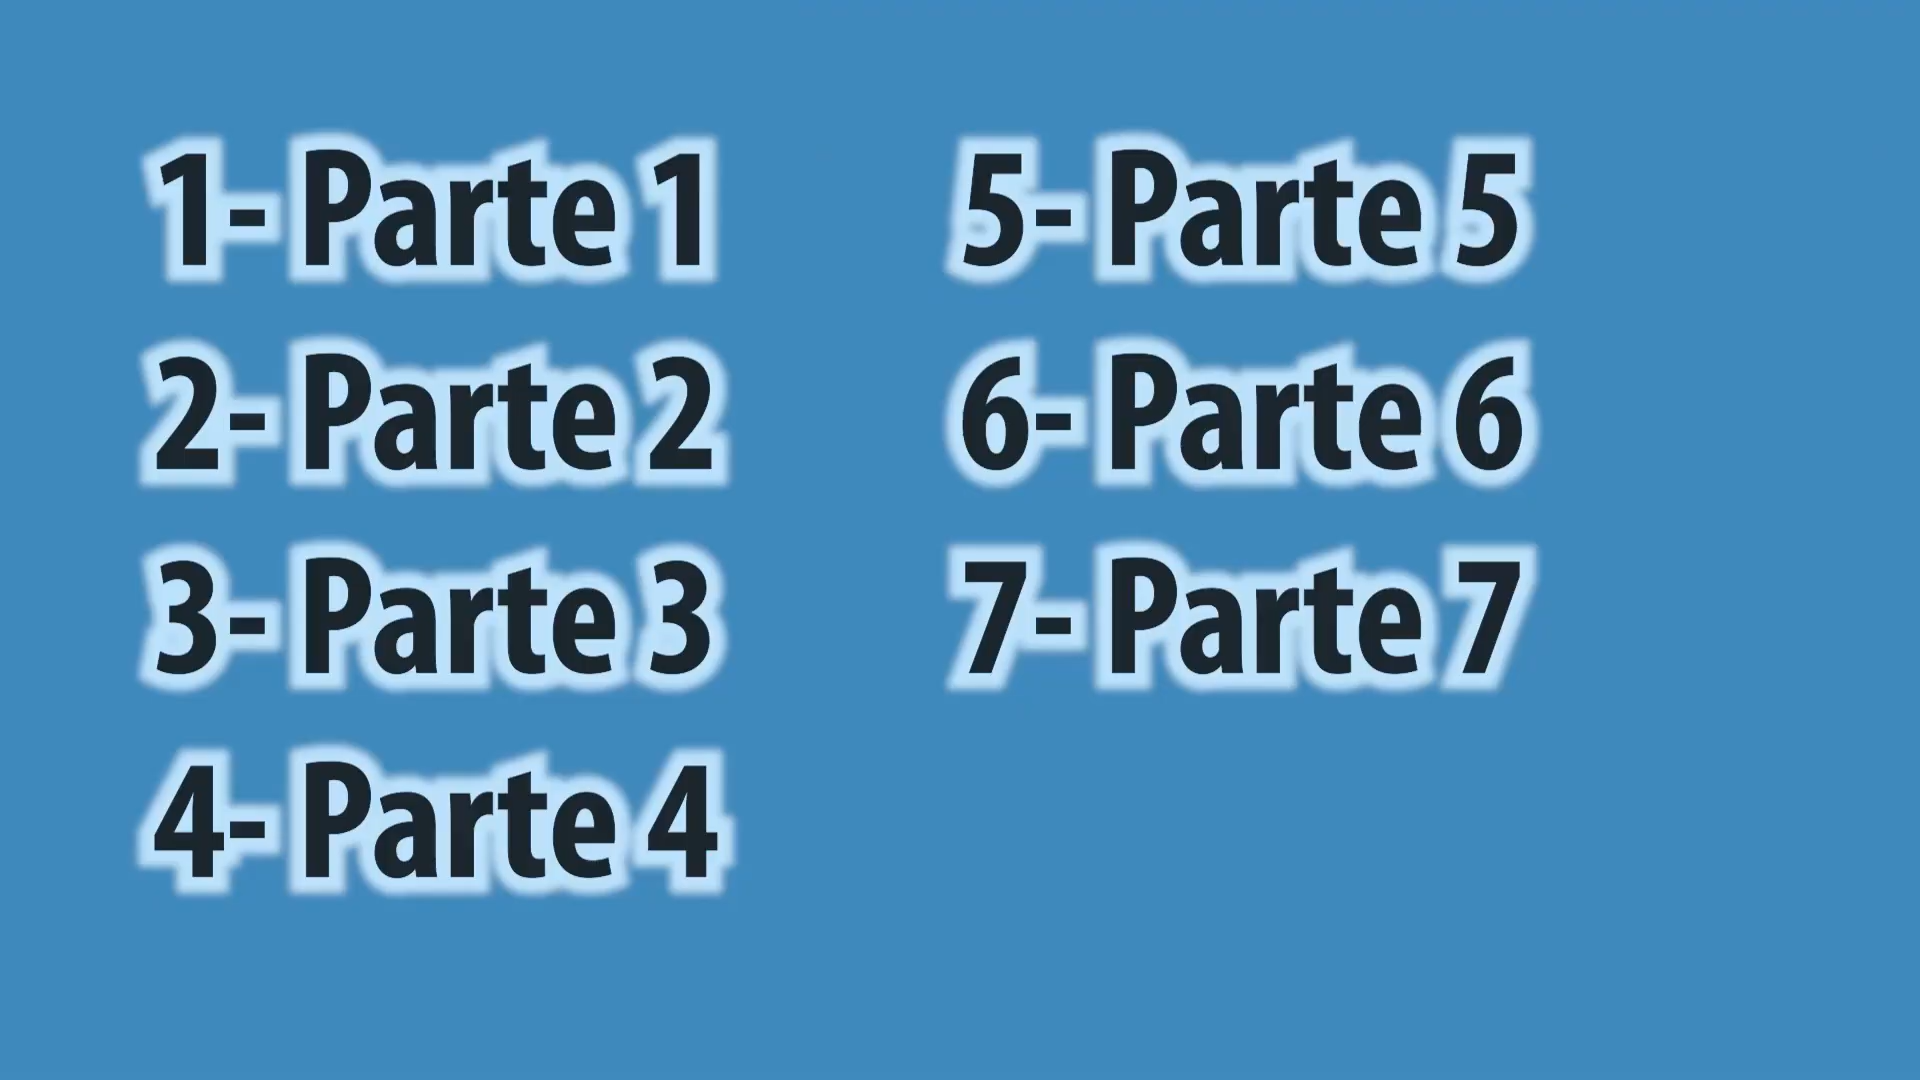 1- Parte 1
2- Parte 2
3- Parte 3
4- Parte 4
5- Parte 5
6- Parte 6
7- Parte 7